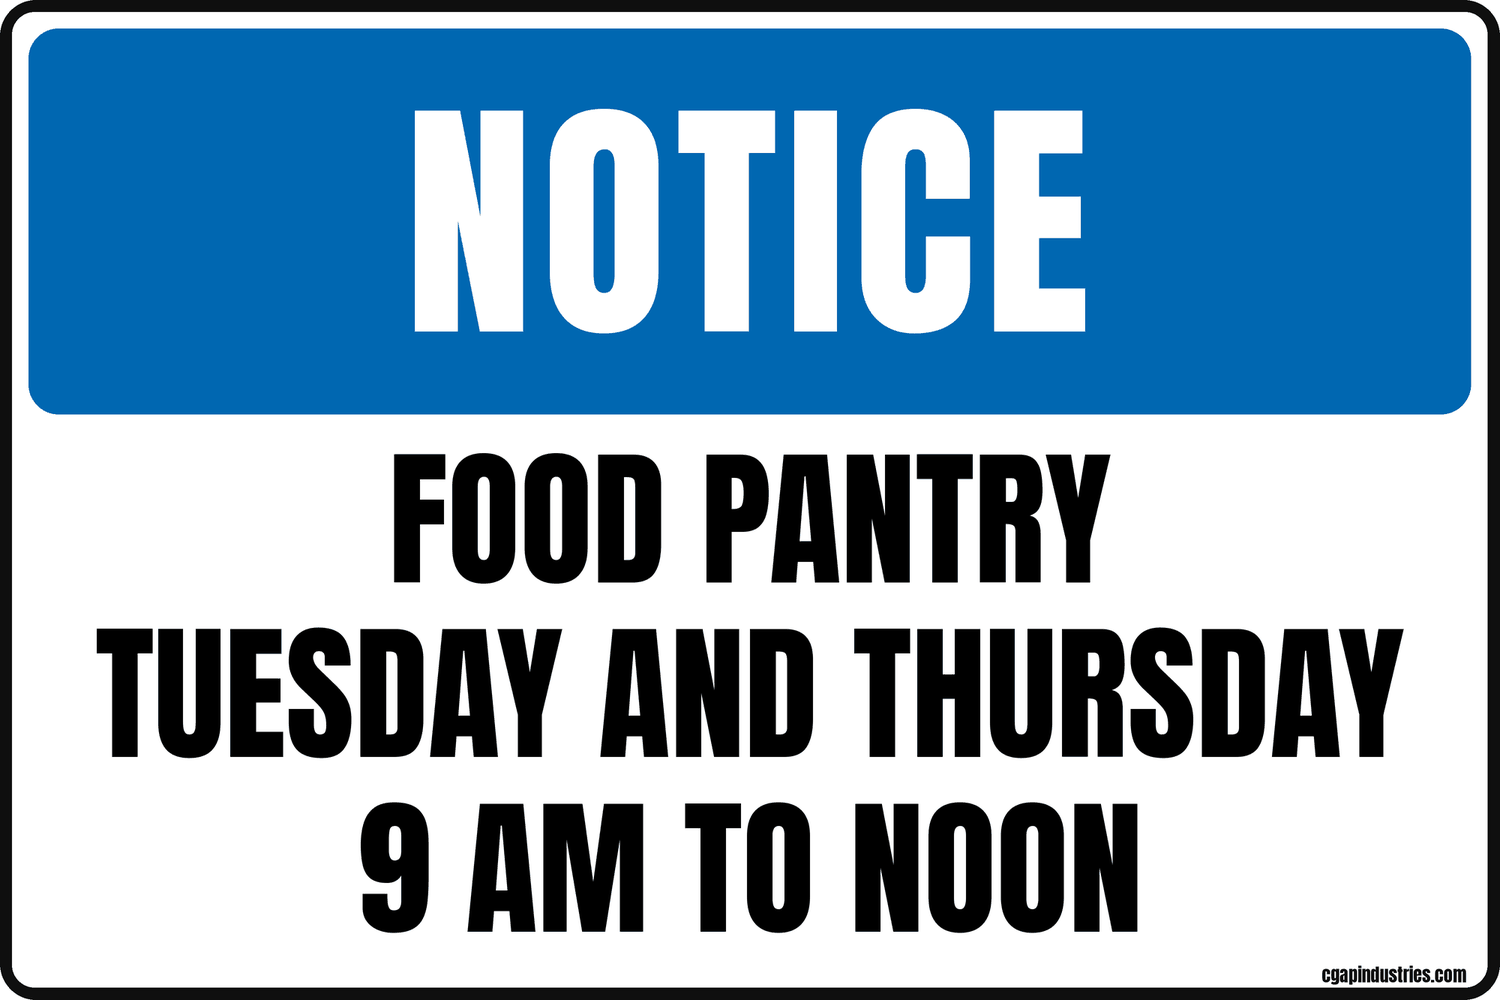 NOTICE
FOOD PANTRY
TUESDAY AND THURSDAY
9 AM TO NOON
cgapindustries.com